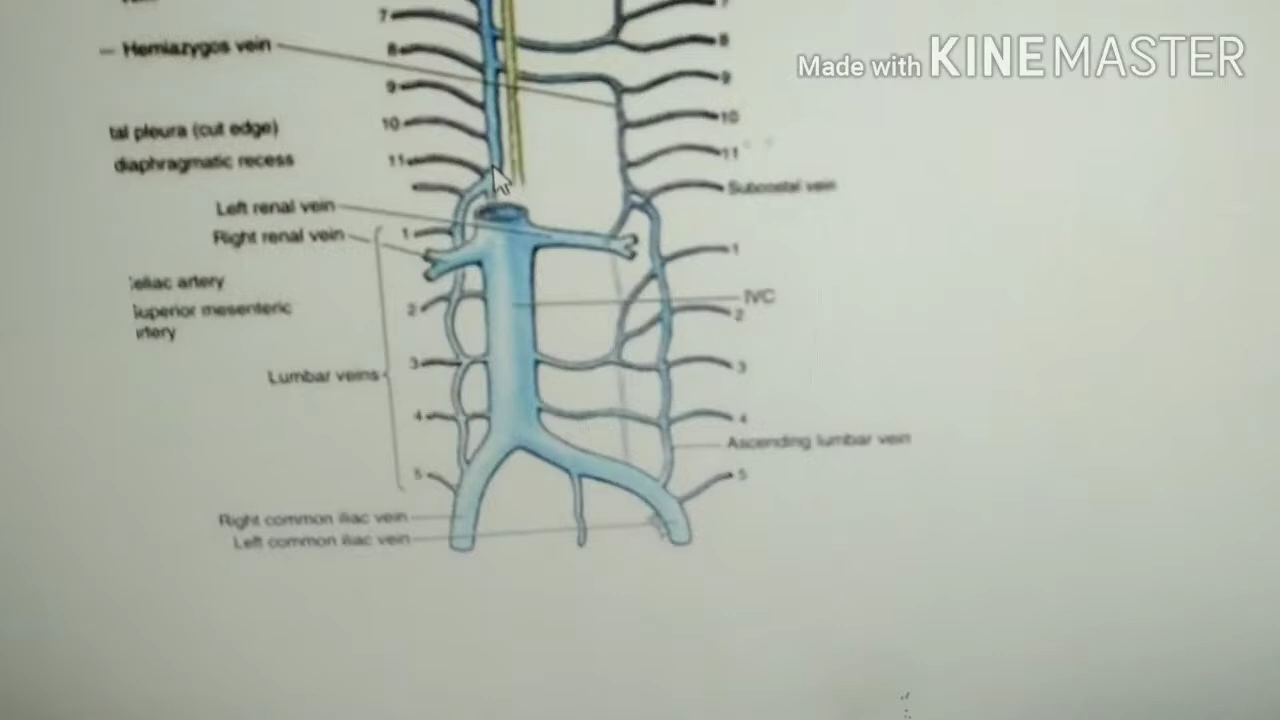 7
8
Made with KINEMASTER
Hemiazygos vein
8
9
9
10
10
tal pleura (cut edge)
11
11
diaphragmatic recess
Subcostal vein
Left renal vein
Right renal vein
1
1
eliac artery
IVC
uperior mesenteric
2
2
rtery
3
3
Lumbar veins
4
4
Ascending lumbar vein
5
5
Right common iliac vein
Left common iliac vein